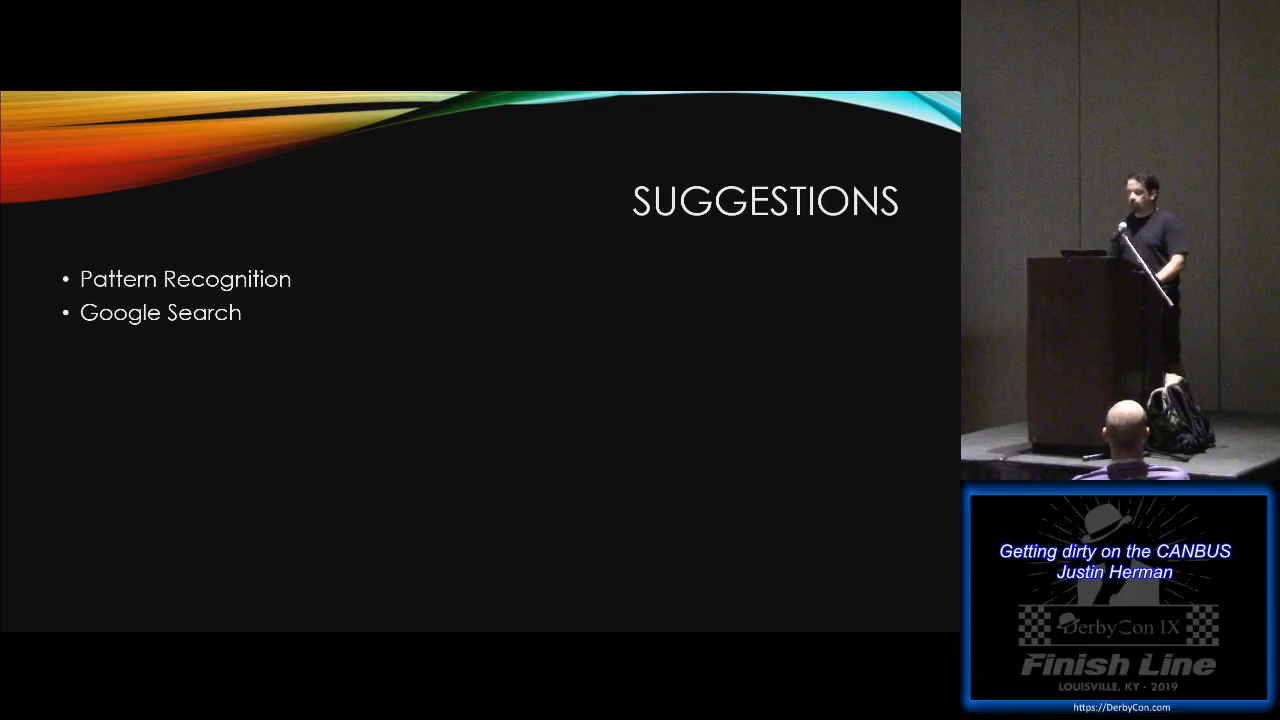 SUGGESTIONS
• Pattern Recognition
• Google Search
Getting dirty on the CANBUS
Justin Herman
DerbyCon IX
Finish Line
LOUISVILLE, KY - 2019
https://DerbyCon.com